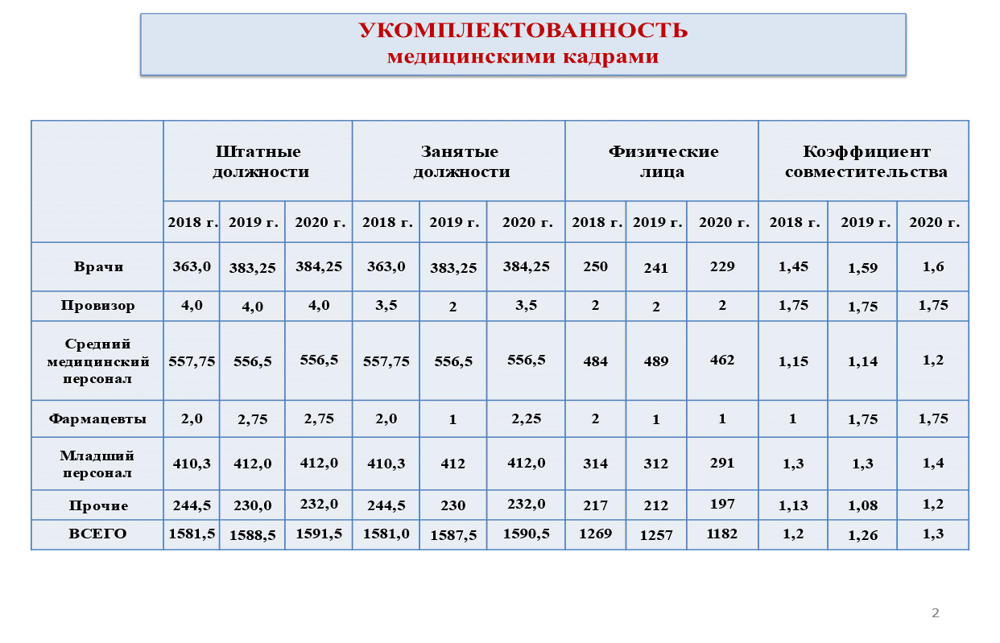 УКОМПЛЕКТОВАННОСТЬ
медицинскими кадрами
Штатные
должности
Занятые
должности
Физические
лица
Коэффициент
совместительства
2018 г. 2019 г. 2020 г. 2018 г. 2019 г. 2020 г. 2018 г. 2019 г. 2020 г. 2018 г. 2019 г. 2020 г.
Врачи 363,0 383,25 384,25 363,0 383,25 384,25 250 241 229 1,45 1,59 1,6
Провизор 4,0 4,0 4,0 3,5 2 3,5 2 2 2 1,75 1,75 1,75
Средний
медицинский
персонал
557,75 556,5 556,5 557,75 556,5 556,5 484 489 462 1,15 1,14 1,2
Фармацевты 2,0 2,75 2,75 2,0 1 2,25 2 1 1 1 1,75 1,75
Младший
персонал
410,3 412,0 412,0 410,3 412 412,0 314 312 291 1,3 1,3 1,4
Прочие 244,5 230,0 232,0 244,5 230 232,0 217 212 197 1,13 1,08 1,2
ВСЕГО 1581,5 1588,5 1591,5 1581,0 1587,5 1590,5 1269 1257 1182 1,2 1,26 1,3
2